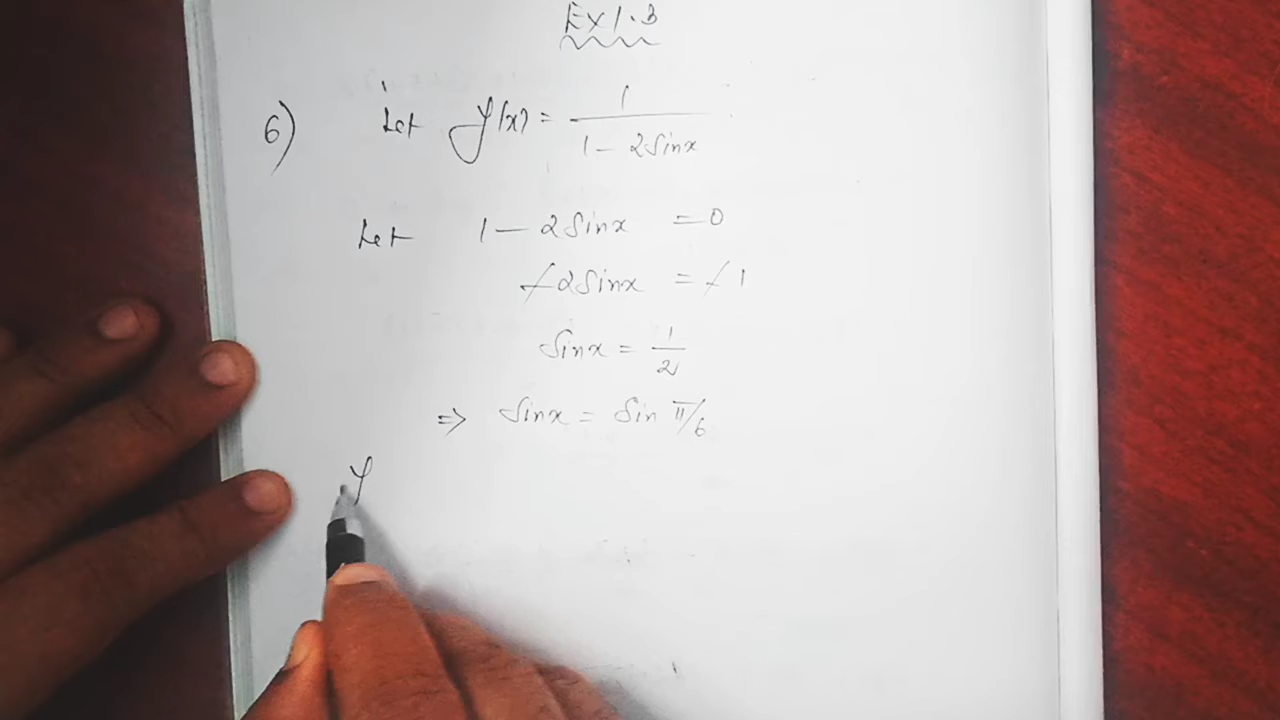 Ex 1.3
6) Let f(x) = 1/(1 - 2 Sin x)
Let 1 - 2 Sin x = 0
-2 Sin x = -1
Sin x = 1/2
⇒ Sin x = Sin π/6